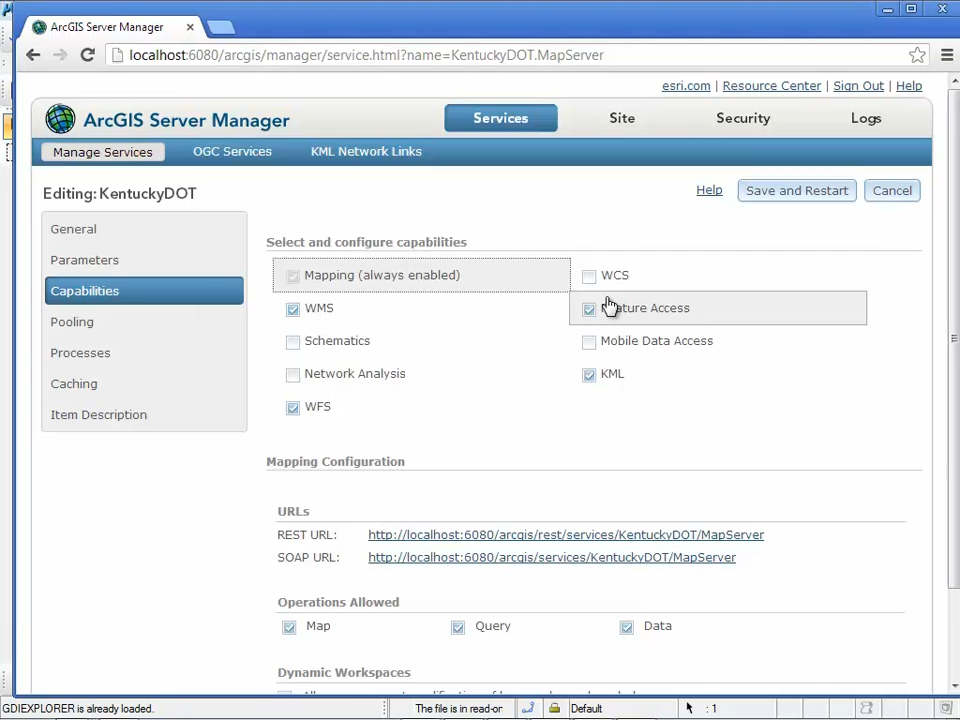 ArcGIS Server Manager
localhost:6080/arcgis/manager/service.html?name=KentuckyDOT.MapServer
esri.com | Resource Center | Sign Out | Help
ArcGIS Server Manager
Services Site Security Logs
Manage Services OGC Services KML Network Links
Editing: KentuckyDOT
Help Save and Restart Cancel
General
Parameters
Capabilities
Pooling
Processes
Caching
Item Description
Select and configure capabilities
Mapping (always enabled) WCS
WMS ature Access
Schematics Mobile Data Access
Network Analysis KML
WFS
Mapping Configuration
URLs
REST URL: http://localhost:6080/arcgis/rest/services/KentuckyDOT/MapServer
SOAP URL: http://localhost:6080/arcgis/services/KentuckyDOT/MapServer
Operations Allowed
Map Query Data
Dynamic Workspaces
GDIEXPLORER is already loaded. The file is in read-on Default : 1